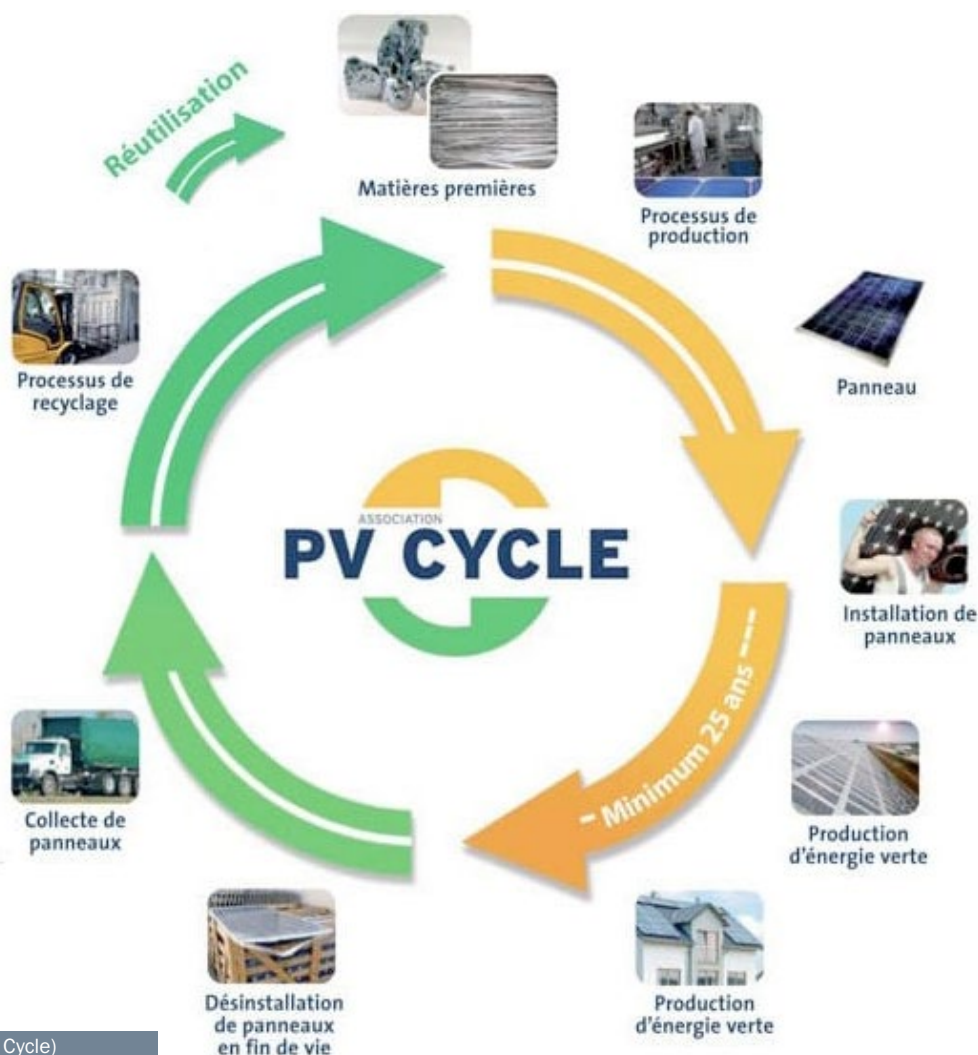 Réutilisation
Matières premières
Processus de
production
Panneau
Installation de
panneaux
Minimum 25 ans
Production
d'énergie verte
Production
d'énergie verte
Désinstallation
de panneaux
en fin de vie
Collecte de
panneaux
Processus de
recyclage
ASSOCIATION
PV CYCLE
Cycle)